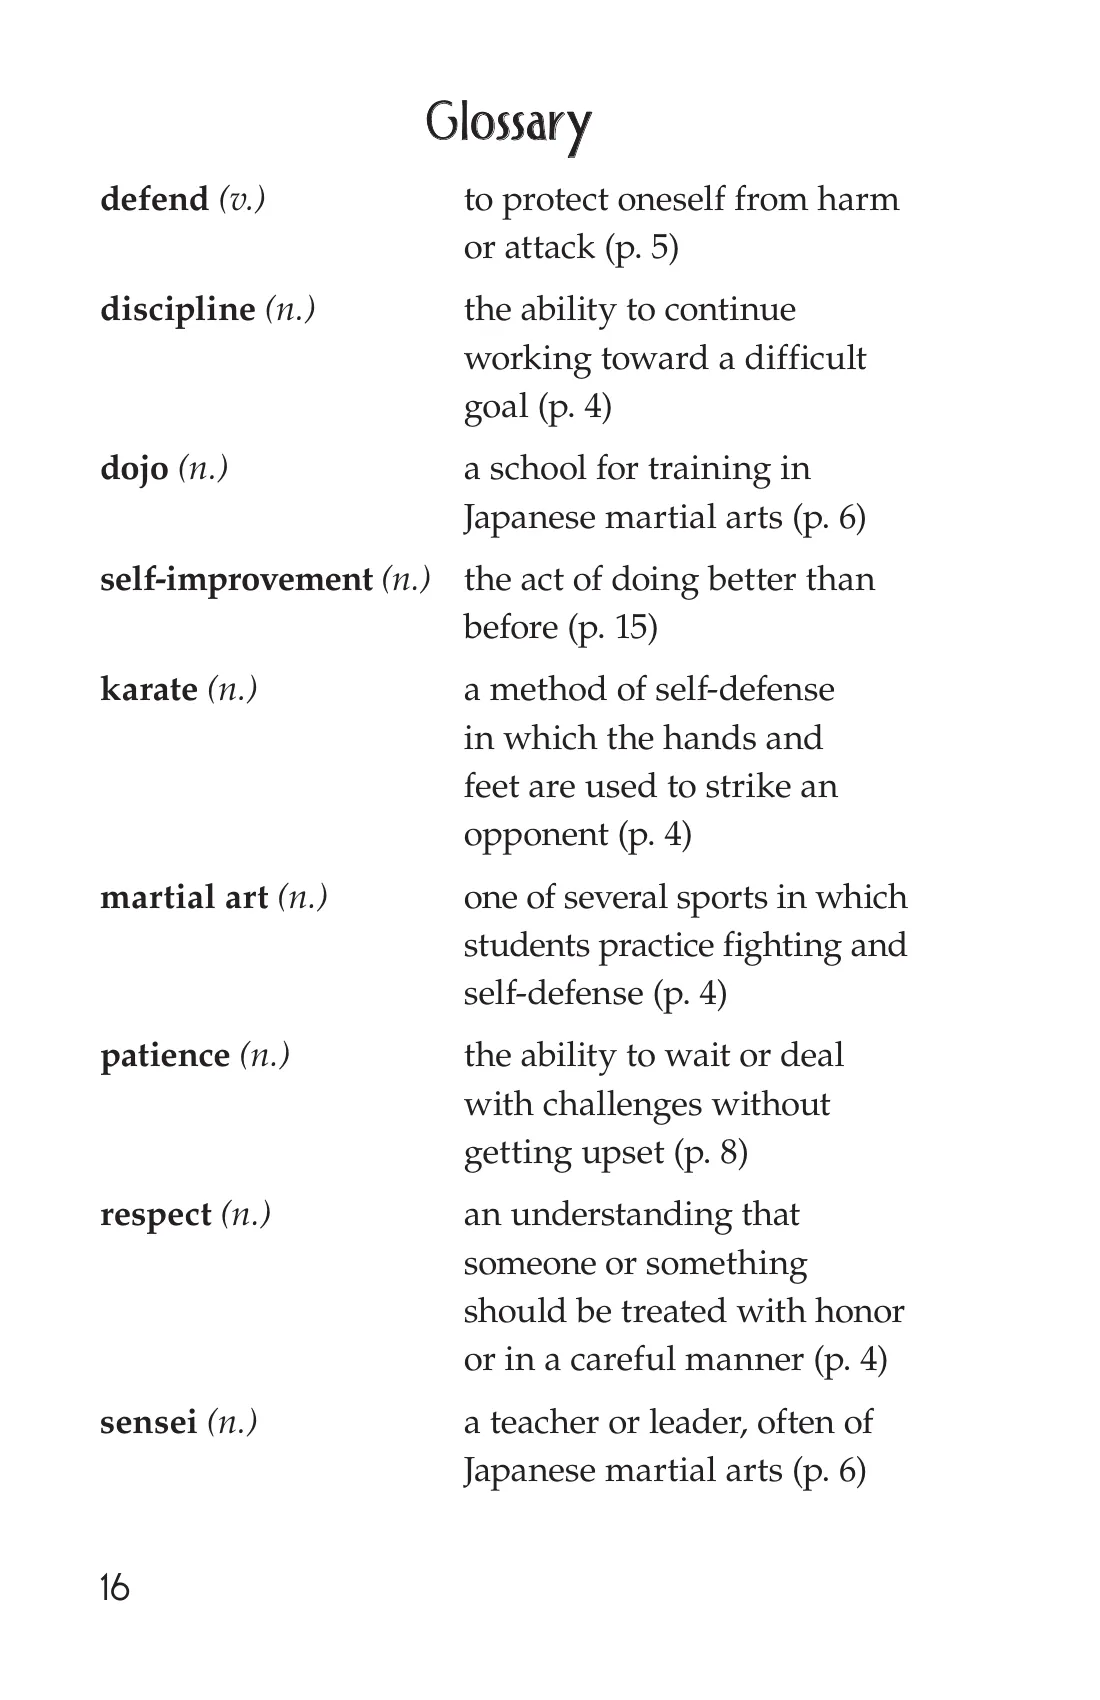 Glossary
defend (v.) to protect oneself from harm
or attack (p. 5)
discipline (n.) the ability to continue
working toward a difficult
goal (p. 4)
dojo (n.) a school for training in
Japanese martial arts (p. 6)
self-improvement (n.) the act of doing better than
before (p. 15)
karate (n.) a method of self-defense
in which the hands and
feet are used to strike an
opponent (p. 4)
martial art (n.) one of several sports in which
students practice fighting and
self-defense (p. 4)
patience (n.) the ability to wait or deal
with challenges without
getting upset (p. 8)
respect (n.) an understanding that
someone or something
should be treated with honor
or in a careful manner (p. 4)
sensei (n.) a teacher or leader, often of
Japanese martial arts (p. 6)
16